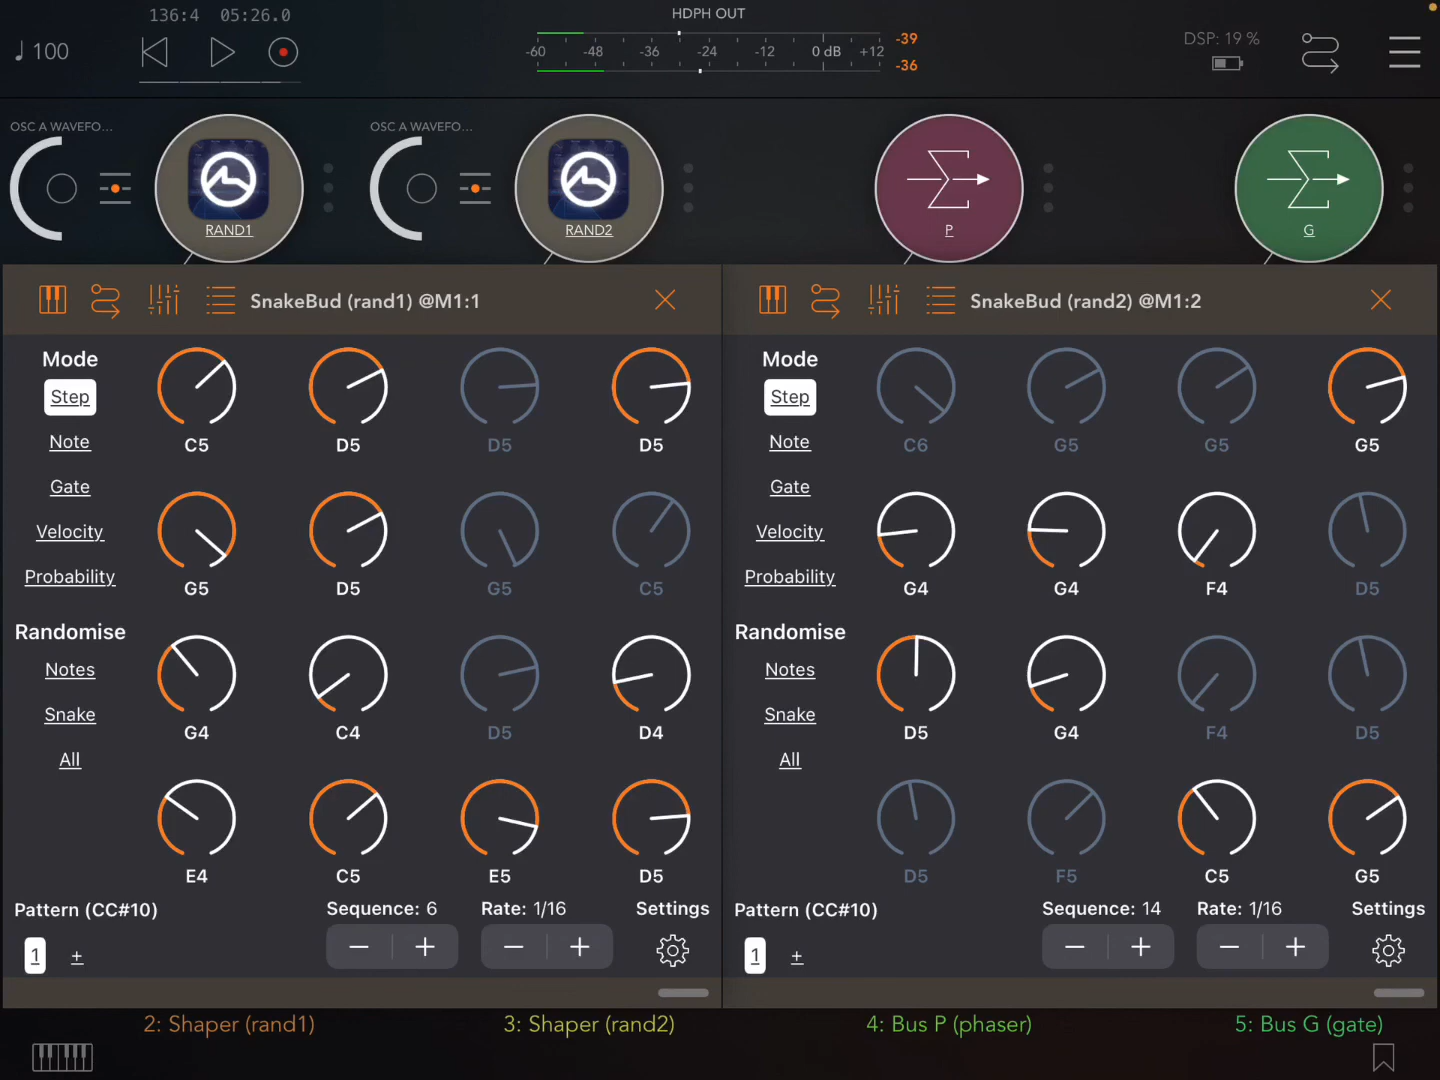 136:4 05:26.0
HDPH OUT
100
-60 -48 -36 -24 -12 0 dB +12
-39
-36
DSP: 19 %
OSC A WAVEFO...
RAND1
OSC A WAVEFO...
RAND2
P
G
SnakeBud (rand1) @M1:1
Mode
Step
Note
Gate
Velocity
Probability
Randomise
Notes
Snake
All
C5 D5 D5 D5
G5 D5 G5 C5
G4 C4 D5 D4
E4 C5 E5 D5
Pattern (CC#10)
1 +
Sequence: 6
− +
Rate: 1/16
− +
Settings
SnakeBud (rand2) @M1:2
Mode
Step
Note
Gate
Velocity
Probability
Randomise
Notes
Snake
All
C6 G5 G5 G5
G4 G4 F4 D5
D5 G4 F4 D5
D5 F5 C5 G5
Pattern (CC#10)
1 +
Sequence: 14
− +
Rate: 1/16
− +
Settings
2: Shaper (rand1)
3: Shaper (rand2)
4: Bus P (phaser)
5: Bus G (gate)